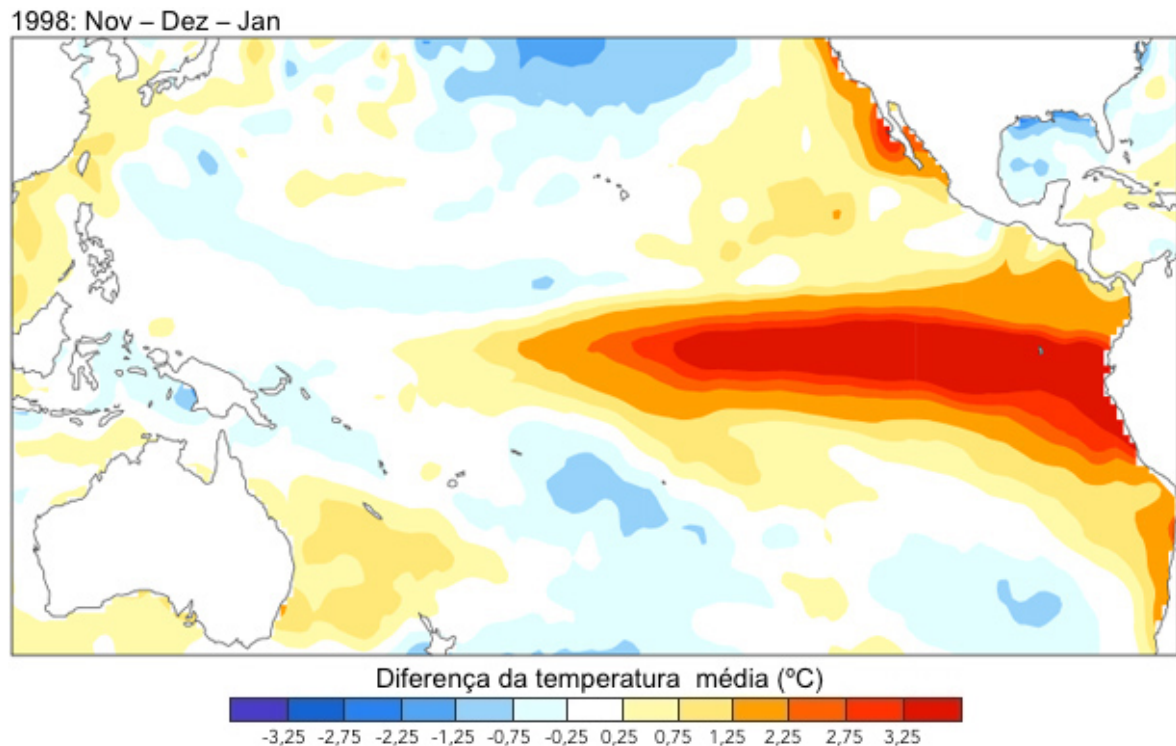 1998: Nov – Dez – Jan
Diferença da temperatura média (ºC)
-3,25 -2,75 -2,25 -1,25 -0,75 -0,25 0,25 0,75 1,25 2,25 2,75 3,25